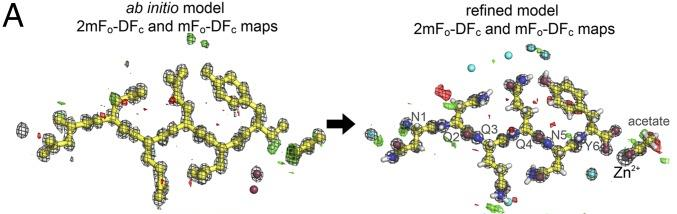 A
ab initio model
2mFo-DFc and mFo-DFc maps
refined model
2mFo-DFc and mFo-DFc maps
N1
Q2
Q3
Q4
N5
Y6
acetate
Zn2+